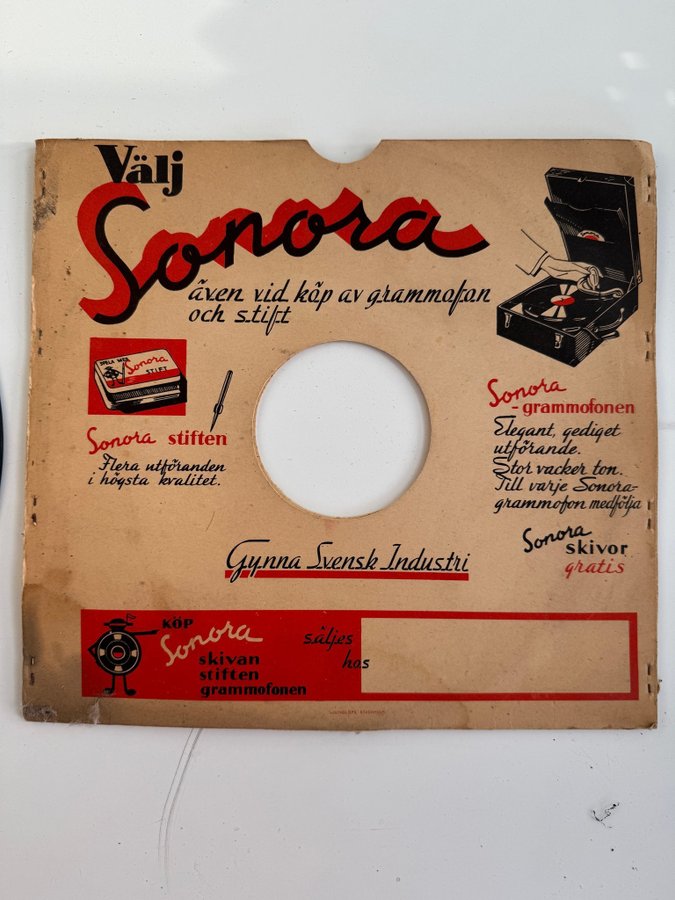 Välj
Sonora
även vid köp av grammofon
och stift
Sonora
STIFT
Sonora stiften
Flera utföranden
i högsta kvalitet.
Sonora
-grammofonen
Elegant, gediget
utförande.
Stor vacker ton.
Till varje Sonora-
grammofon medfölja
Sonora
skivor
gratis
Gynna Svensk Industri
KÖP
Sonora
skivan
stiften
grammofonen
säljes
hos